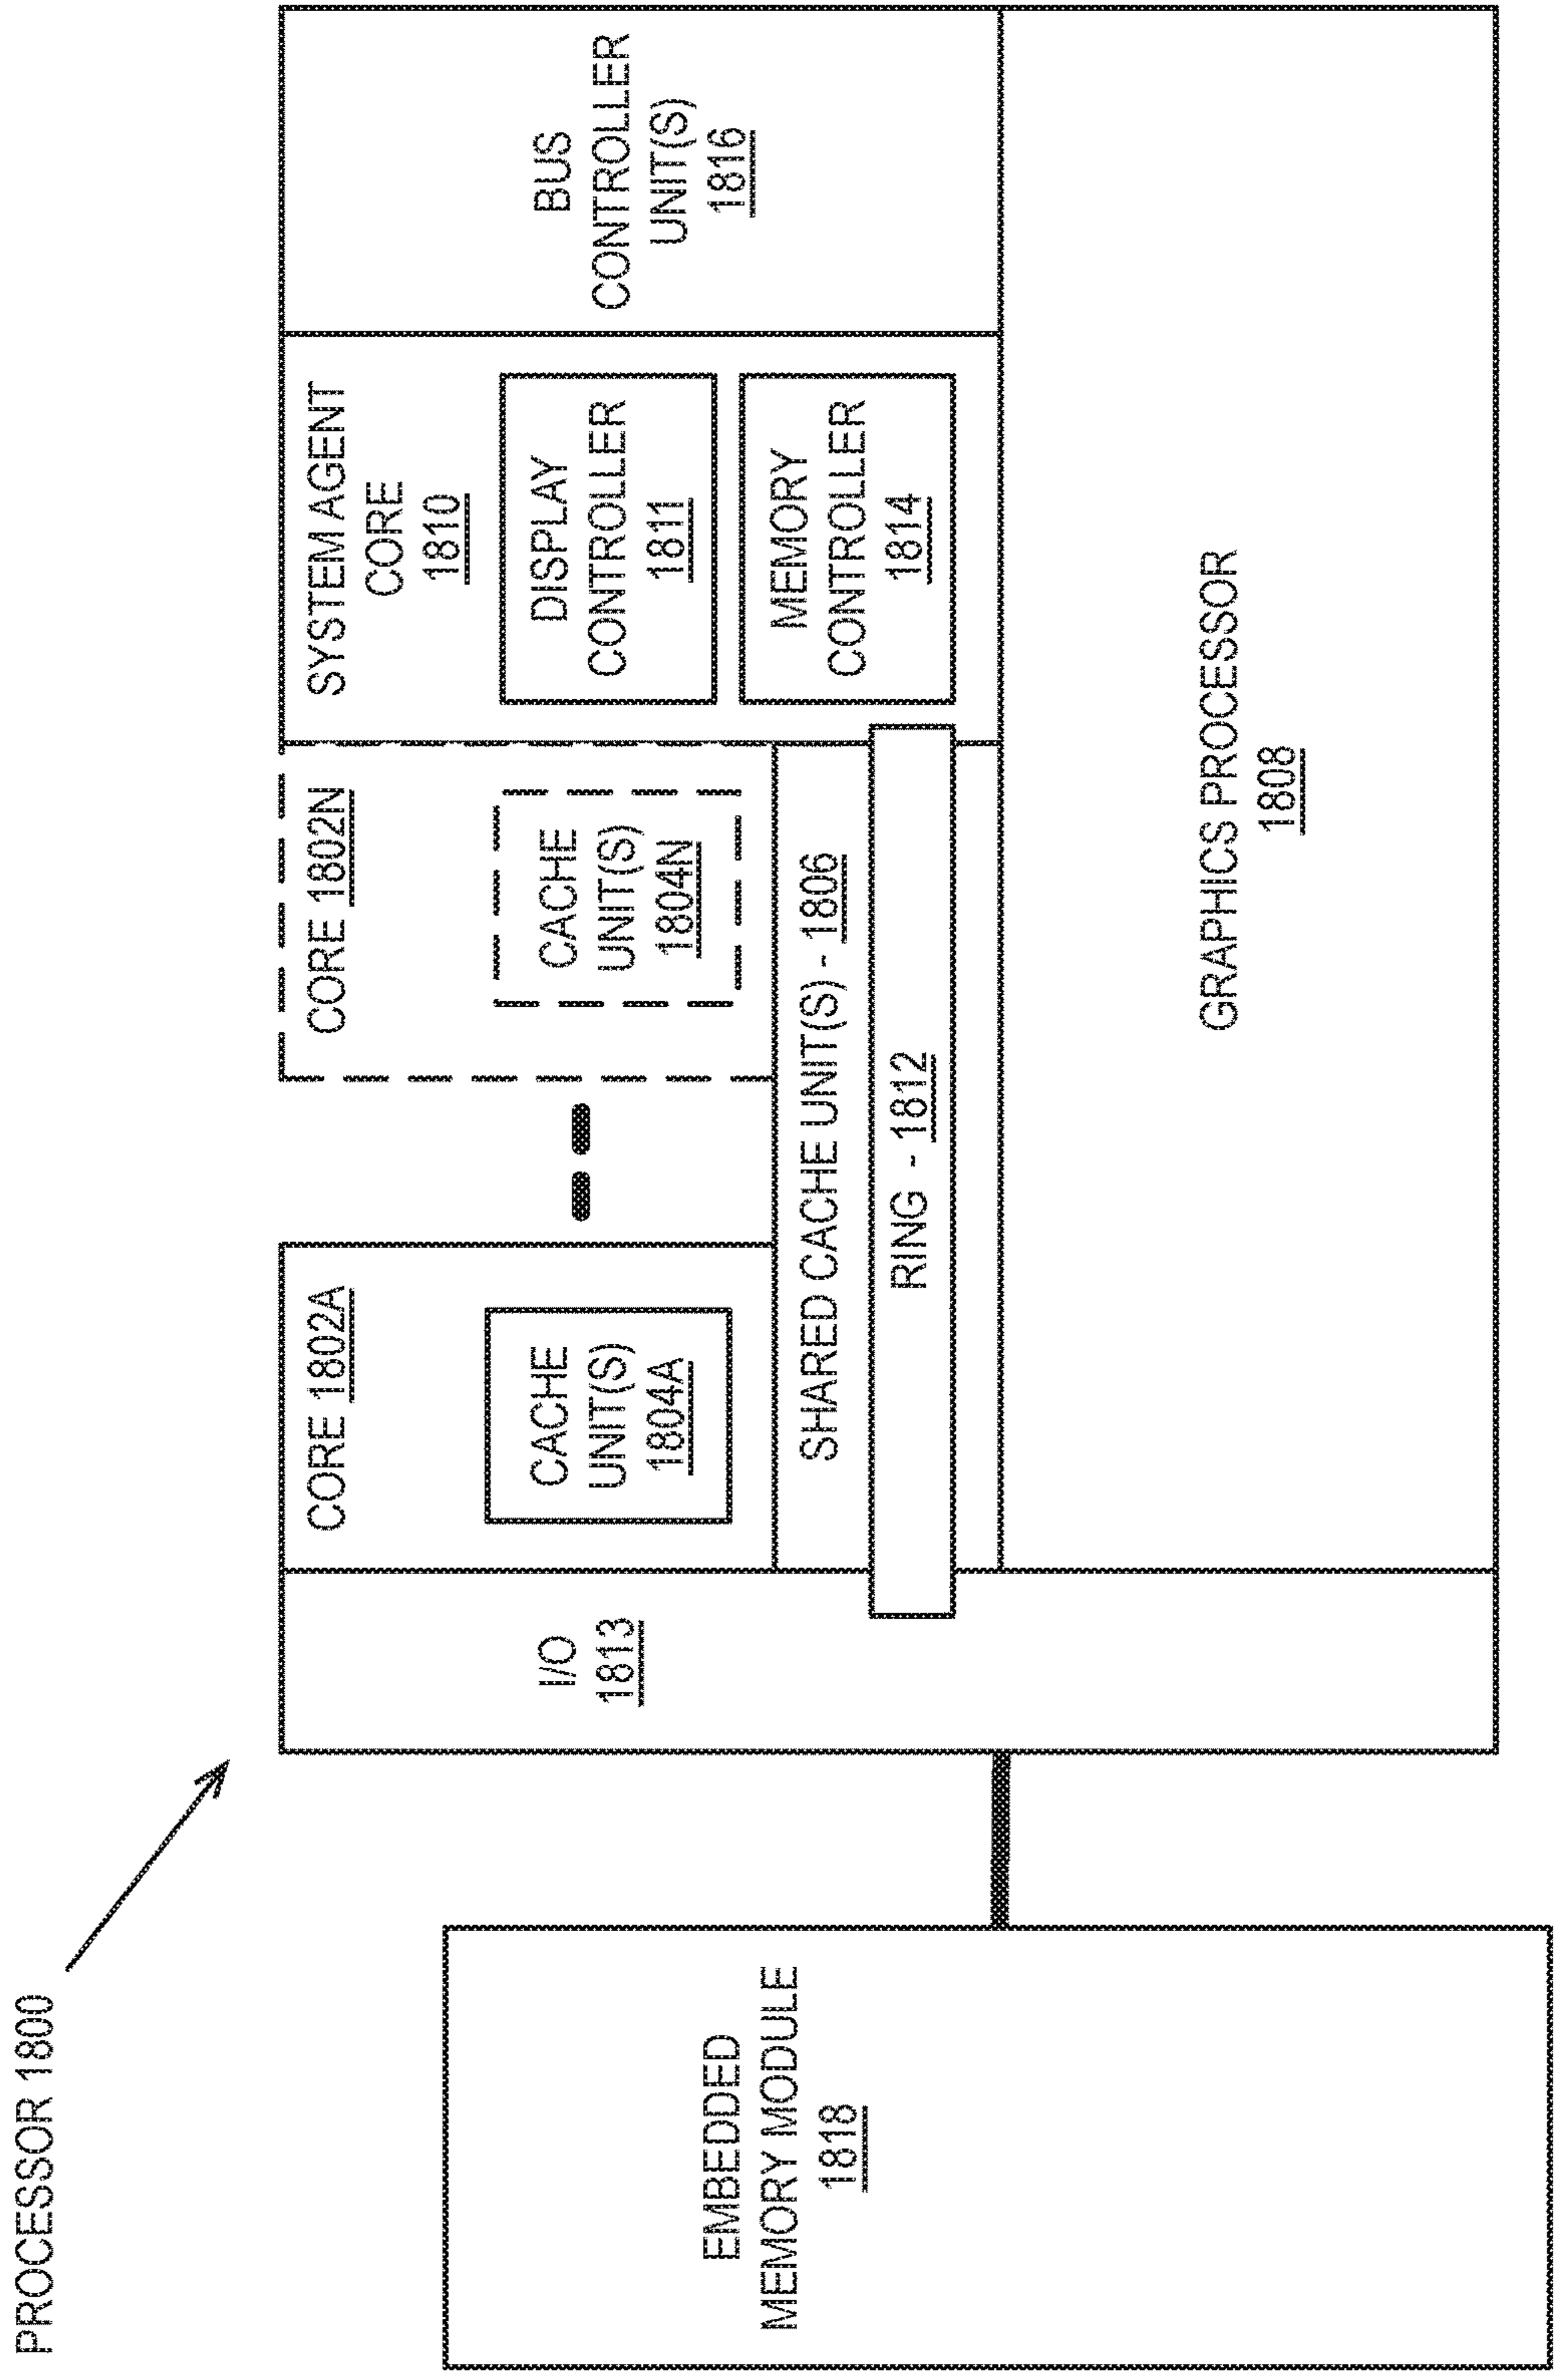 PROCESSOR 1800
EMBEDDED
MEMORY MODULE
1818
I/O
1813
CORE 1802A
CACHE
UNIT(S)
1804A
CORE 1802N
CACHE
UNIT(S)
1804N
SHARED CACHE UNIT(S) - 1806
RING - 1812
SYSTEM AGENT
CORE
1810
DISPLAY
CONTROLLER
1811
MEMORY
CONTROLLER
1814
BUS
CONTROLLER
UNIT(S)
1816
GRAPHICS PROCESSOR
1808